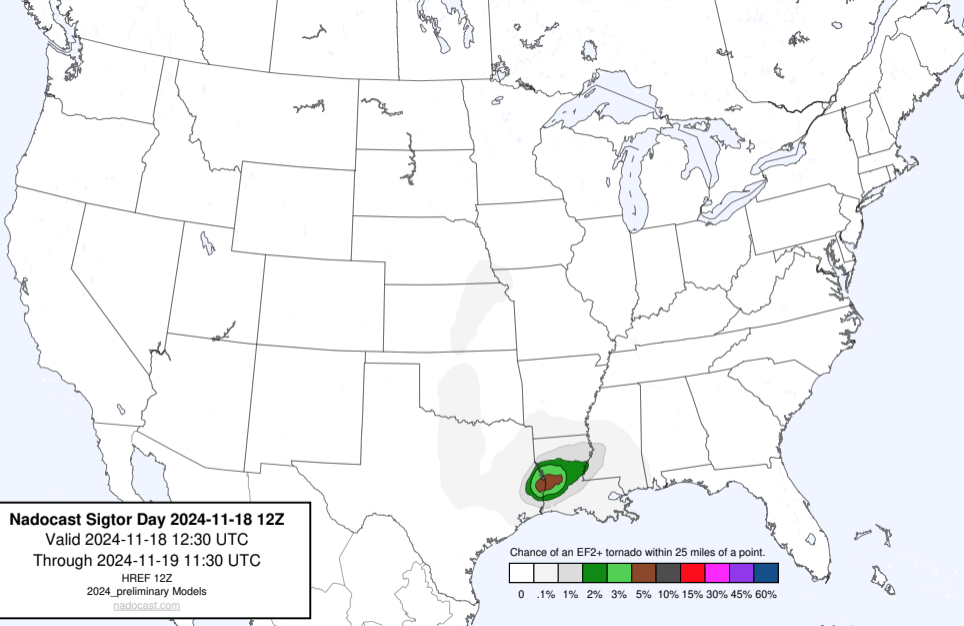 Nadocast Sigtor Day 2024-11-18 12Z
Valid 2024-11-18 12:30 UTC
Through 2024-11-19 11:30 UTC
HREF 12Z
2024_preliminary Models
nadocast.com
Chance of an EF2+ tornado within 25 miles of a point.
0 .1% 1% 2% 3% 5% 10% 15% 30% 45% 60%